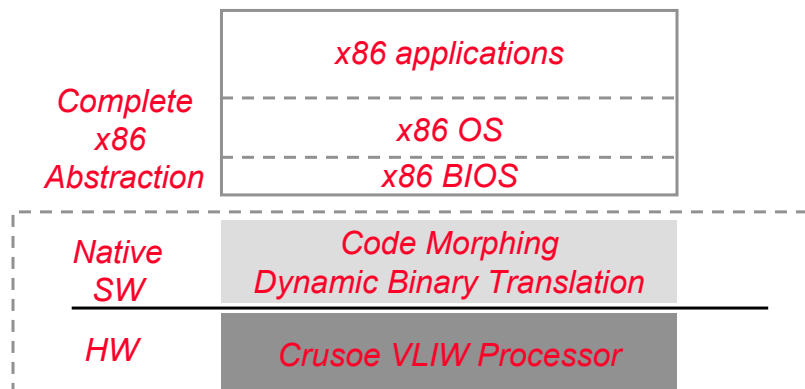 x86 applications
Complete
x86
Abstraction
x86 OS
x86 BIOS
Native
SW
Code Morphing
Dynamic Binary Translation
HW
Crusoe VLIW Processor